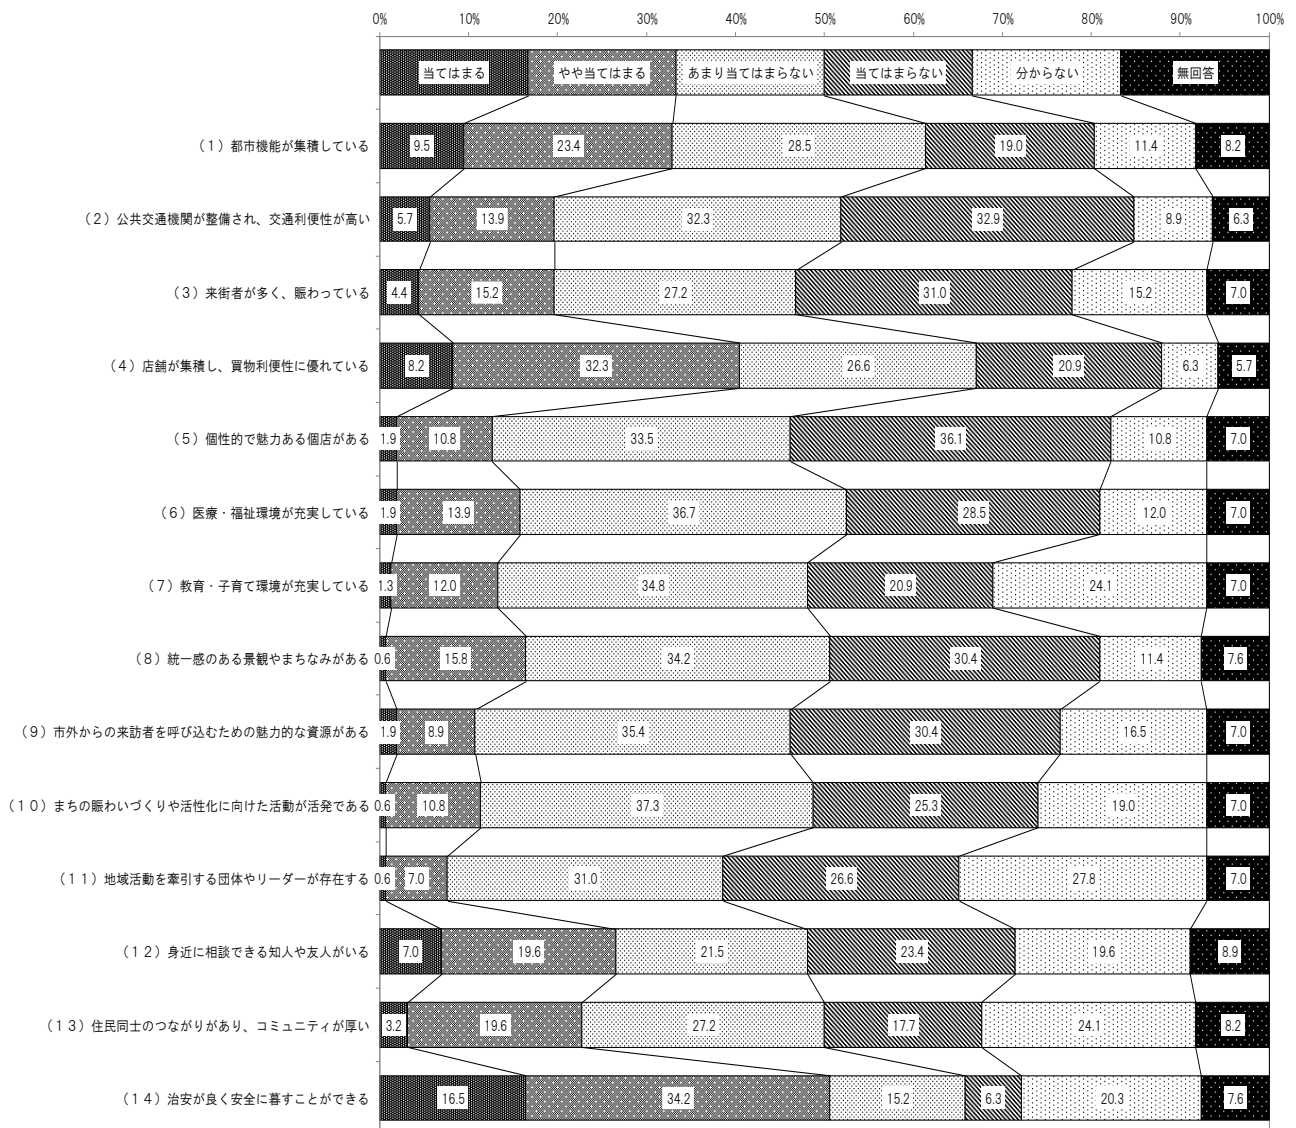 0% 10% 20% 30% 40% 50% 60% 70% 80% 90% 100%
当てはまる やや当てはまる あまり当てはまらない 当てはまらない 分からない 無回答
（１）都市機能が集積している 9.5 23.4 28.5 19.0 11.4 8.2
（２）公共交通機関が整備され、交通利便性が高い 5.7 13.9 32.3 32.9 8.9 6.3
（３）来街者が多く、賑わっている 4.4 15.2 27.2 31.0 15.2 7.0
（４）店舗が集積し、買物利便性に優れている 8.2 32.3 26.6 20.9 6.3 5.7
（５）個性的で魅力ある個店がある 1.9 10.8 33.5 36.1 10.8 7.0
（６）医療・福祉環境が充実している 1.9 13.9 36.7 28.5 12.0 7.0
（７）教育・子育て環境が充実している 1.3 12.0 34.8 20.9 24.1 7.0
（８）統一感のある景観やまちなみがある 0.6 15.8 34.2 30.4 11.4 7.6
（９）市外からの来訪者を呼び込むための魅力的な資源がある 1.9 8.9 35.4 30.4 16.5 7.0
（１０）まちの賑わいづくりや活性化に向けた活動が活発である 0.6 10.8 37.3 25.3 19.0 7.0
（１１）地域活動を牽引する団体やリーダーが存在する 0.6 7.0 31.0 26.6 27.8 7.0
（１２）身近に相談できる知人や友人がいる 7.0 19.6 21.5 23.4 19.6 8.9
（１３）住民同士のつながりがあり、コミュニティが厚い 3.2 19.6 27.2 17.7 24.1 8.2
（１４）治安が良く安全に暮すことができる 16.5 34.2 15.2 6.3 20.3 7.6